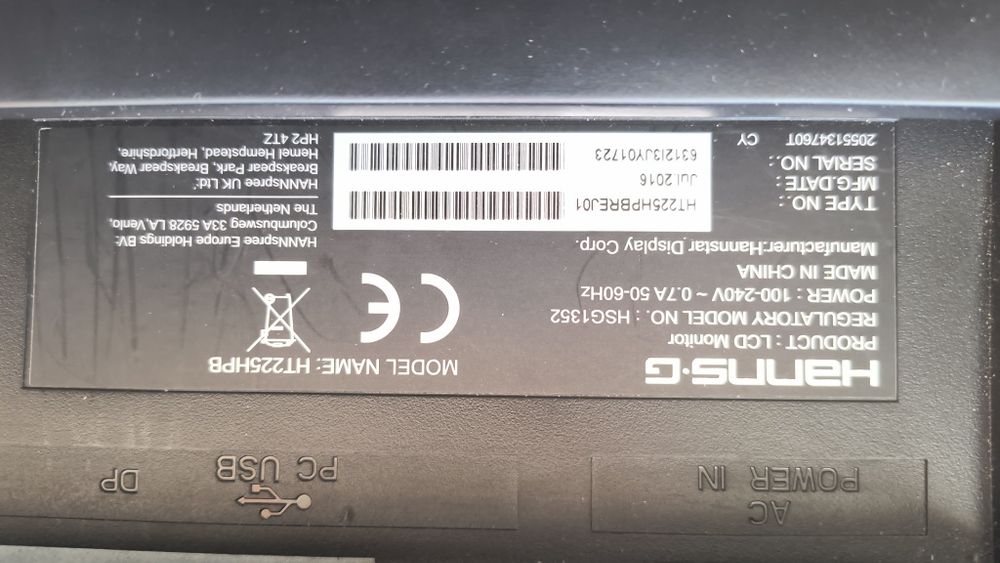 HANNS·G
PRODUCT : LCD Monitor
REGULATORY MODEL NO. : HSG1352
POWER : 100-240V ~ 0.7A 50-60Hz
MADE IN CHINA
Manufacturer:Hannstar Display Corp.
TYPE NO.: HT225HPBREJ01
MFG.DATE: Jul.2016
SERIAL NO.: 6312I3JY01723
2055134760T CY
MODEL NAME: HT225HPB
CE
HANNspree Europe Holdings BV:
Columbusweg 33A 5928 LA, Venlo,
The Netherlands
HANNspree UK Ltd:
Breakspear Park, Breakspear Way,
Hemel Hempstead, Hertfordshire,
HP2 4TZ
AC
POWER IN
PC USB
DP